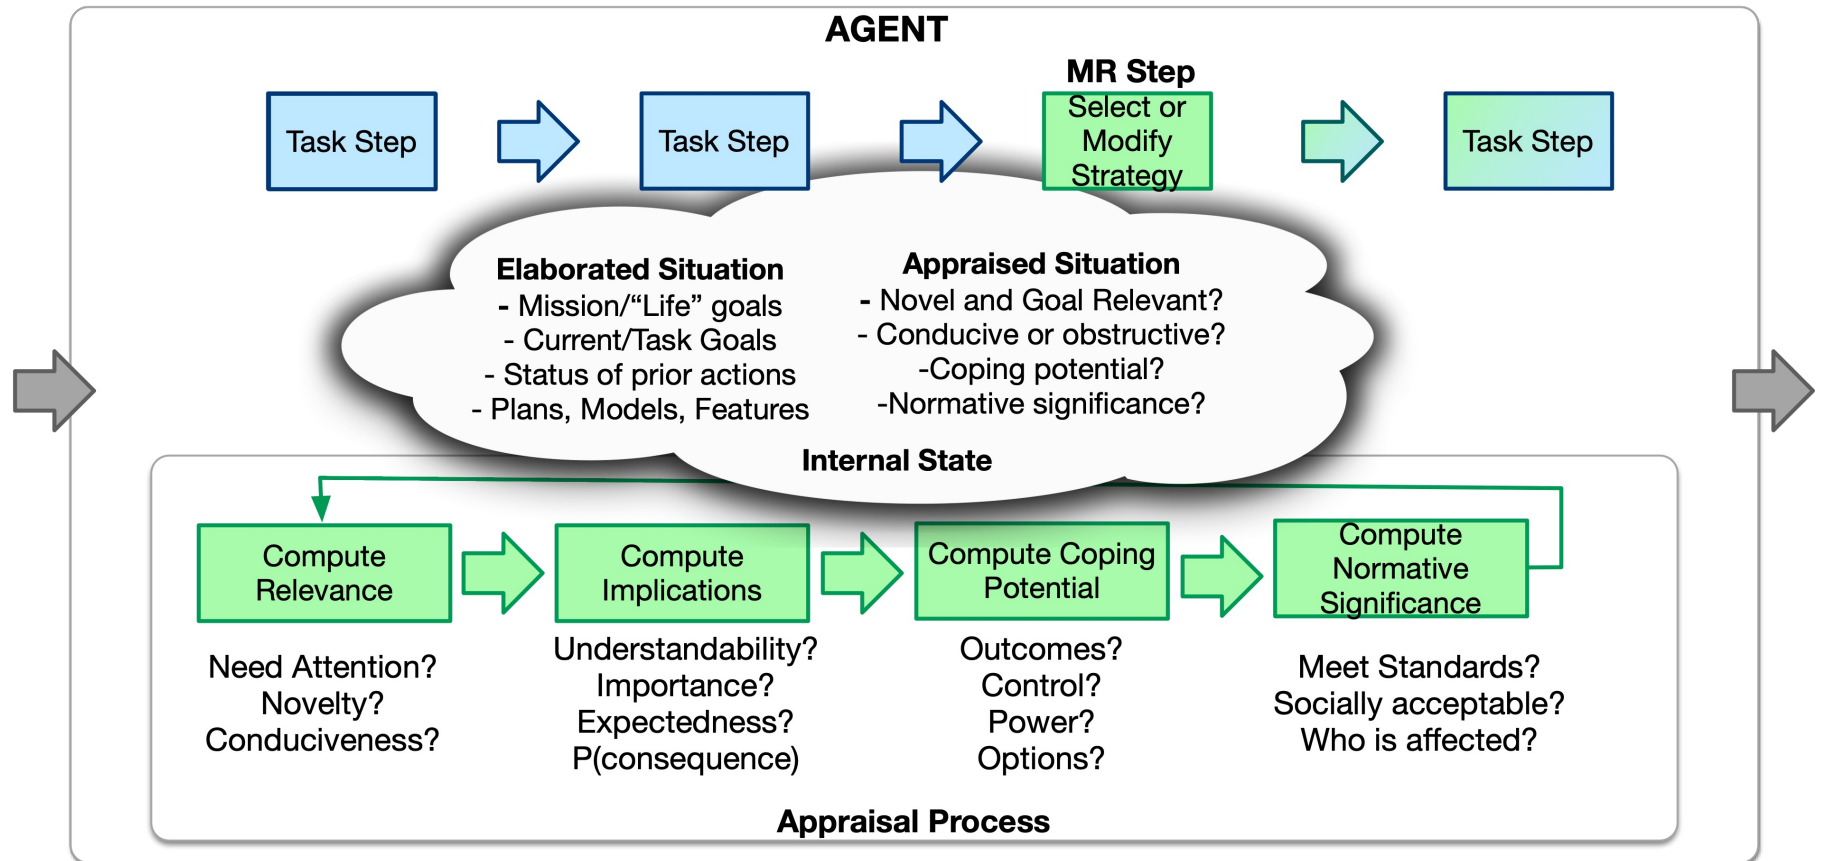 AGENT
MR Step
Task Step
Task Step
Select or
Modify
Strategy
Task Step
Elaborated Situation
- Mission/“Life” goals
- Current/Task Goals
- Status of prior actions
- Plans, Models, Features
Appraised Situation
- Novel and Goal Relevant?
- Conducive or obstructive?
-Coping potential?
-Normative significance?
Internal State
Compute
Relevance
Compute
Implications
Compute Coping
Potential
Compute
Normative
Significance
Need Attention?
Novelty?
Conduciveness?
Understandability?
Importance?
Expectedness?
P(consequence)
Outcomes?
Control?
Power?
Options?
Meet Standards?
Socially acceptable?
Who is affected?
Appraisal Process